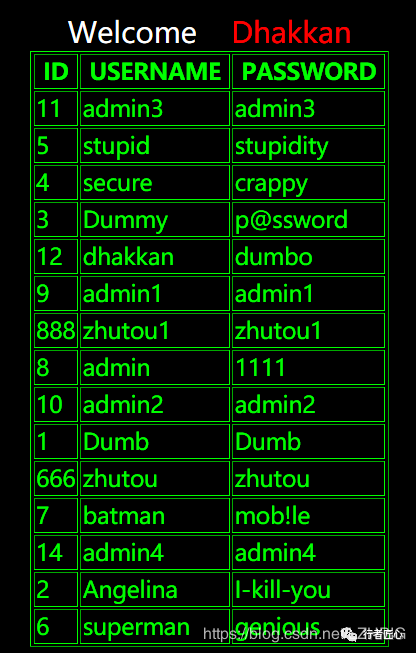 Welcome Dhakkan
ID USERNAME PASSWORD
11 admin3 admin3
5 stupid stupidity
4 secure crappy
3 Dummy p@ssword
12 dhakkan dumbo
9 admin1 admin1
888 zhutou1 zhutou1
8 admin 1111
10 admin2 admin2
1 Dumb Dumb
666 zhutou zhutou
7 batman mob!le
14 admin4 admin4
2 Angelina I-kill-you
6 superman genious
https://blog.csdn.net
行者匠心